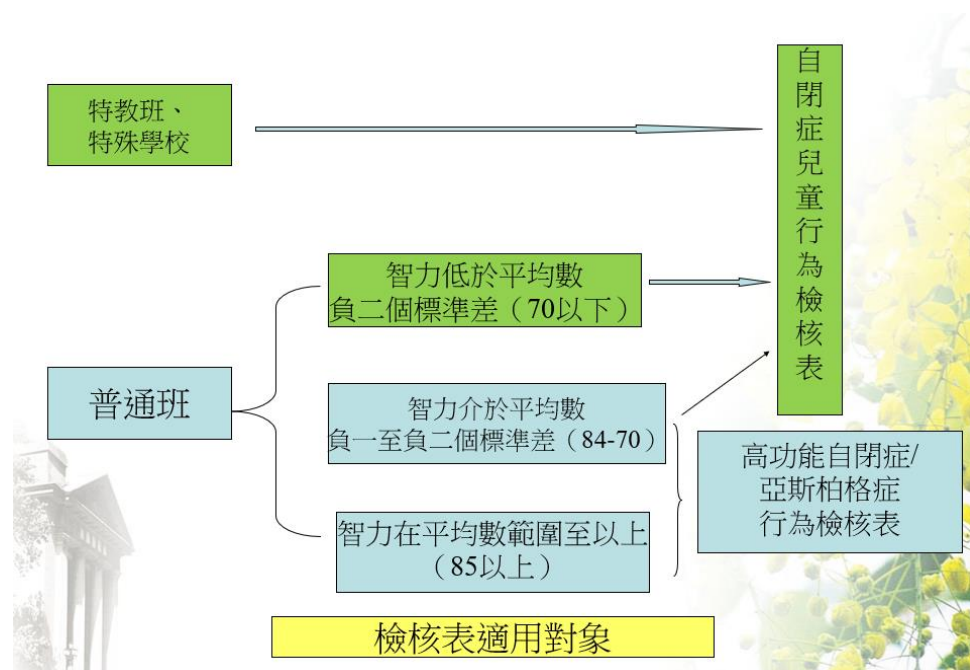 特教班、
特殊學校
自閉症兒童行為檢核表
智力低於平均數
負二個標準差（70以下）
普通班
智力介於平均數
負一至負二個標準差（84-70）
高功能自閉症/
亞斯柏格症
行為檢核表
智力在平均數範圍至以上
（85以上）
檢核表適用對象